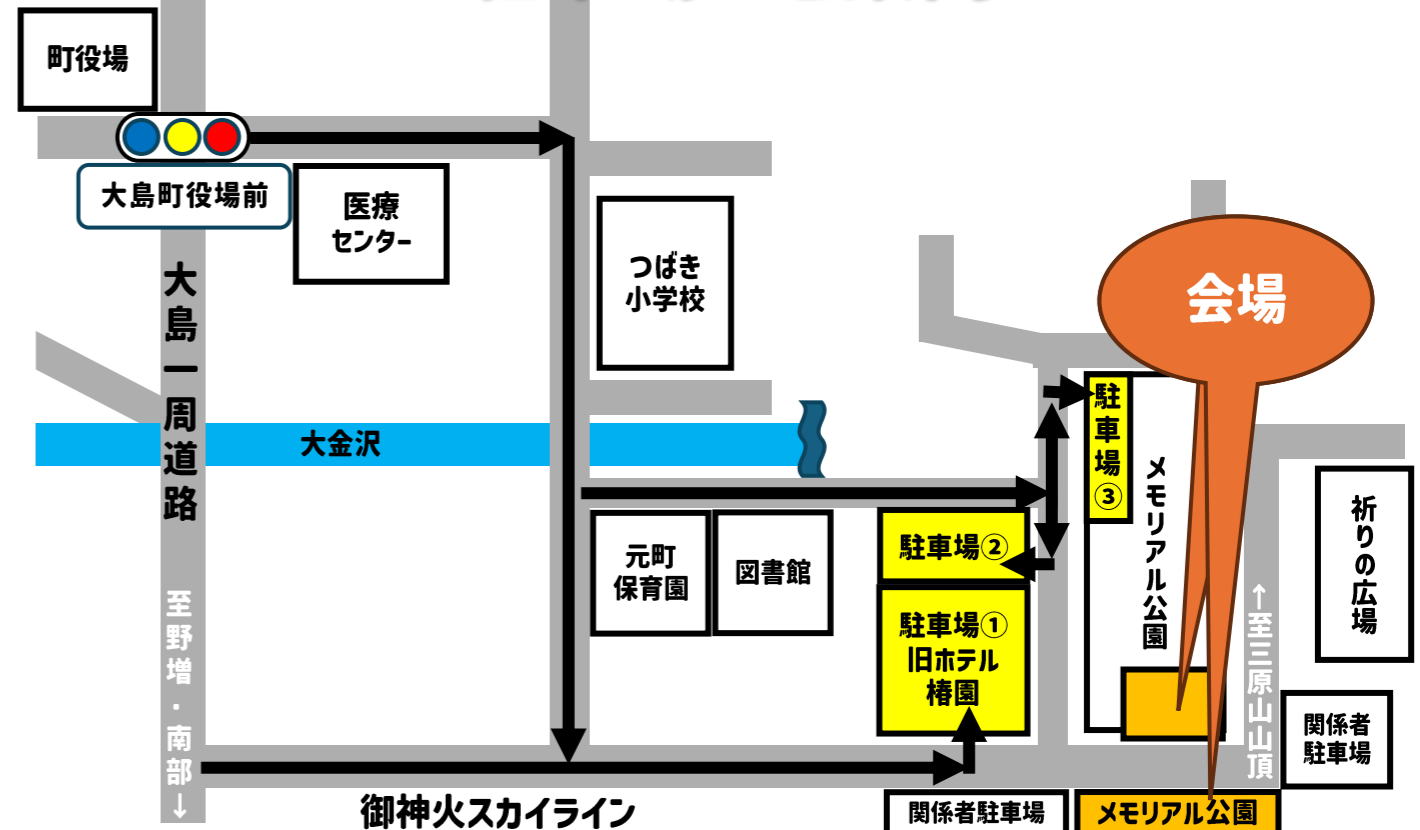 町役場
大島町役場前
医療
センター
つばき
小学校
会場
大島一周道路
大金沢
駐車場③
メモリアル公園
祈りの広場
元町
保育園
図書館
駐車場②
駐車場①
旧ホテル
椿園
至野増・南部↓
↑至三原山山頂
関係者
駐車場
御神火スカイライン
関係者駐車場
メモリアル公園